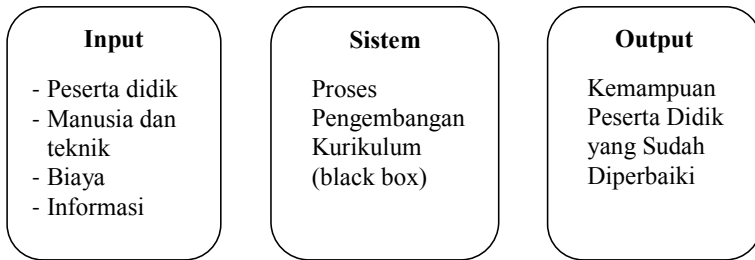 Input
- Peserta didik
- Manusia dan
teknik
- Biaya
- Informasi
Sistem
Proses
Pengembangan
Kurikulum
(black box)
Output
Kemampuan
Peserta Didik
yang Sudah
Diperbaiki